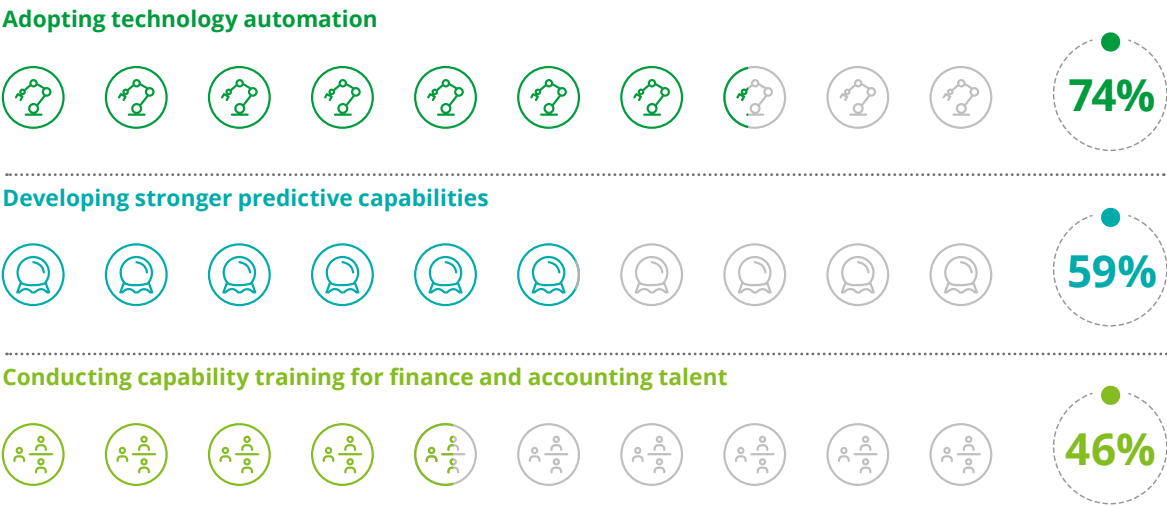 Adopting technology automation
74%
Developing stronger predictive capabilities
59%
Conducting capability training for finance and accounting talent
46%